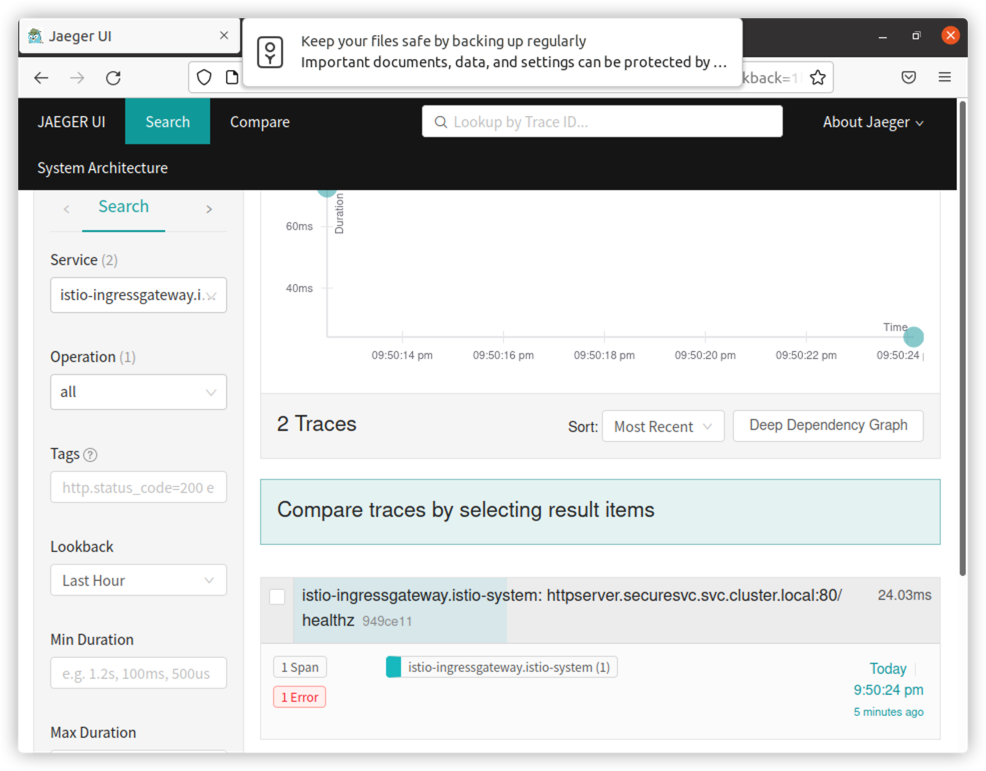 Jaeger UI
Keep your files safe by backing up regularly
Important documents, data, and settings can be protected by ...
kback=1
JAEGER UI
Search
Compare
Lookup by Trace ID...
About Jaeger
System Architecture
Search
Service (2)
istio-ingressgateway.i...
Operation (1)
all
Tags
http.status_code=200 e
Lookback
Last Hour
Min Duration
e.g. 1.2s, 100ms, 500us
Max Duration
Duration
60ms
40ms
Time
09:50:14 pm
09:50:16 pm
09:50:18 pm
09:50:20 pm
09:50:22 pm
09:50:24
2 Traces
Sort:
Most Recent
Deep Dependency Graph
Compare traces by selecting result items
istio-ingressgateway.istio-system: httpserver.securesvc.svc.cluster.local:80/
healthz 949ce11
24.03ms
1 Span
istio-ingressgateway.istio-system (1)
1 Error
Today
9:50:24 pm
5 minutes ago